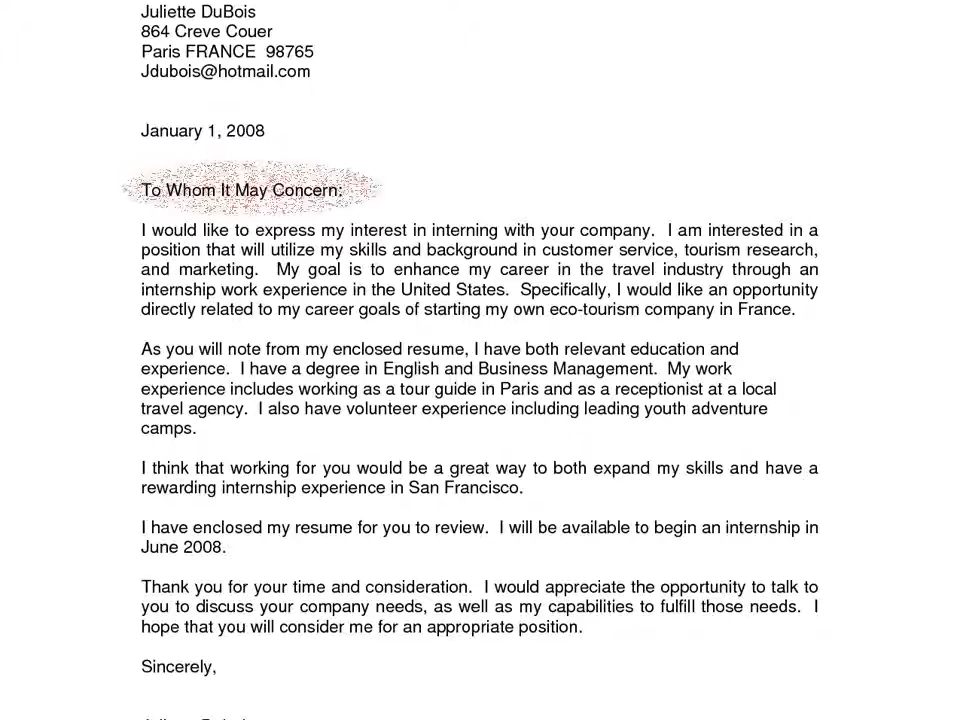 Juliette DuBois
864 Creve Couer
Paris FRANCE  98765
Jdubois@hotmail.com
January 1, 2008
To Whom It May Concern:
I would like to express my interest in interning with your company.  I am interested in a
position that will utilize my skills and background in customer service, tourism research,
and marketing.  My goal is to enhance my career in the travel industry through an
internship work experience in the United States.  Specifically, I would like an opportunity
directly related to my career goals of starting my own eco-tourism company in France.
As you will note from my enclosed resume, I have both relevant education and
experience.  I have a degree in English and Business Management.  My work
experience includes working as a tour guide in Paris and as a receptionist at a local
travel agency.  I also have volunteer experience including leading youth adventure
camps.
I think that working for you would be a great way to both expand my skills and have a
rewarding internship experience in San Francisco.
I have enclosed my resume for you to review.  I will be available to begin an internship in
June 2008.
Thank you for your time and consideration.  I would appreciate the opportunity to talk to
you to discuss your company needs, as well as my capabilities to fulfill those needs.  I
hope that you will consider me for an appropriate position.
Sincerely,